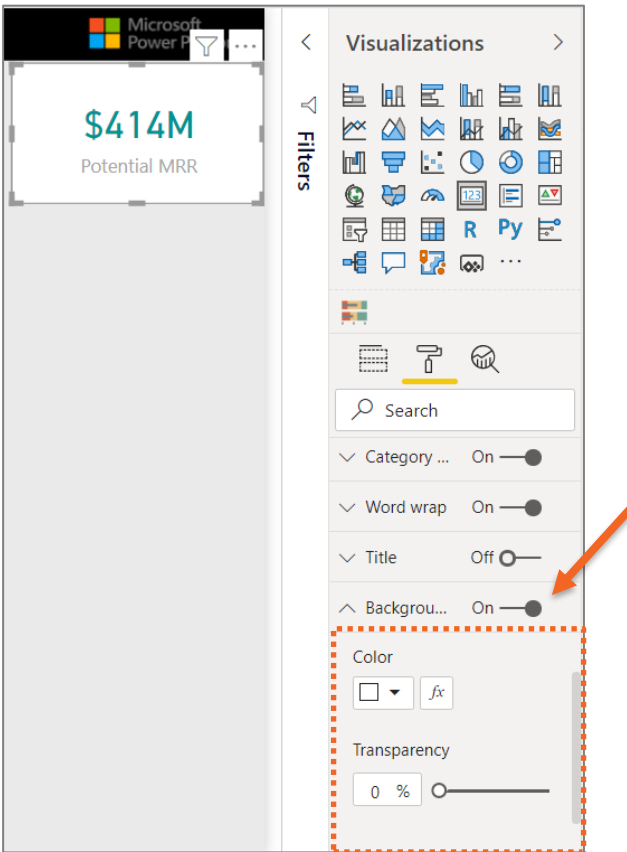 Microsoft
Power P
...
$414M
Potential MRR
Filters
Visualizations
123
R Py
...
Search
Category ... On
Word wrap On
Title Off
Backgrou... On
Color
fx
Transparency
0 %